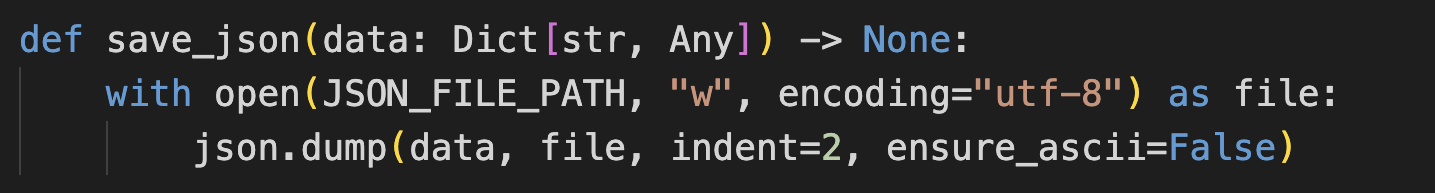 def save_json(data: Dict[str, Any]) -> None:
    with open(JSON_FILE_PATH, "w", encoding="utf-8") as file:
        json.dump(data, file, indent=2, ensure_ascii=False)